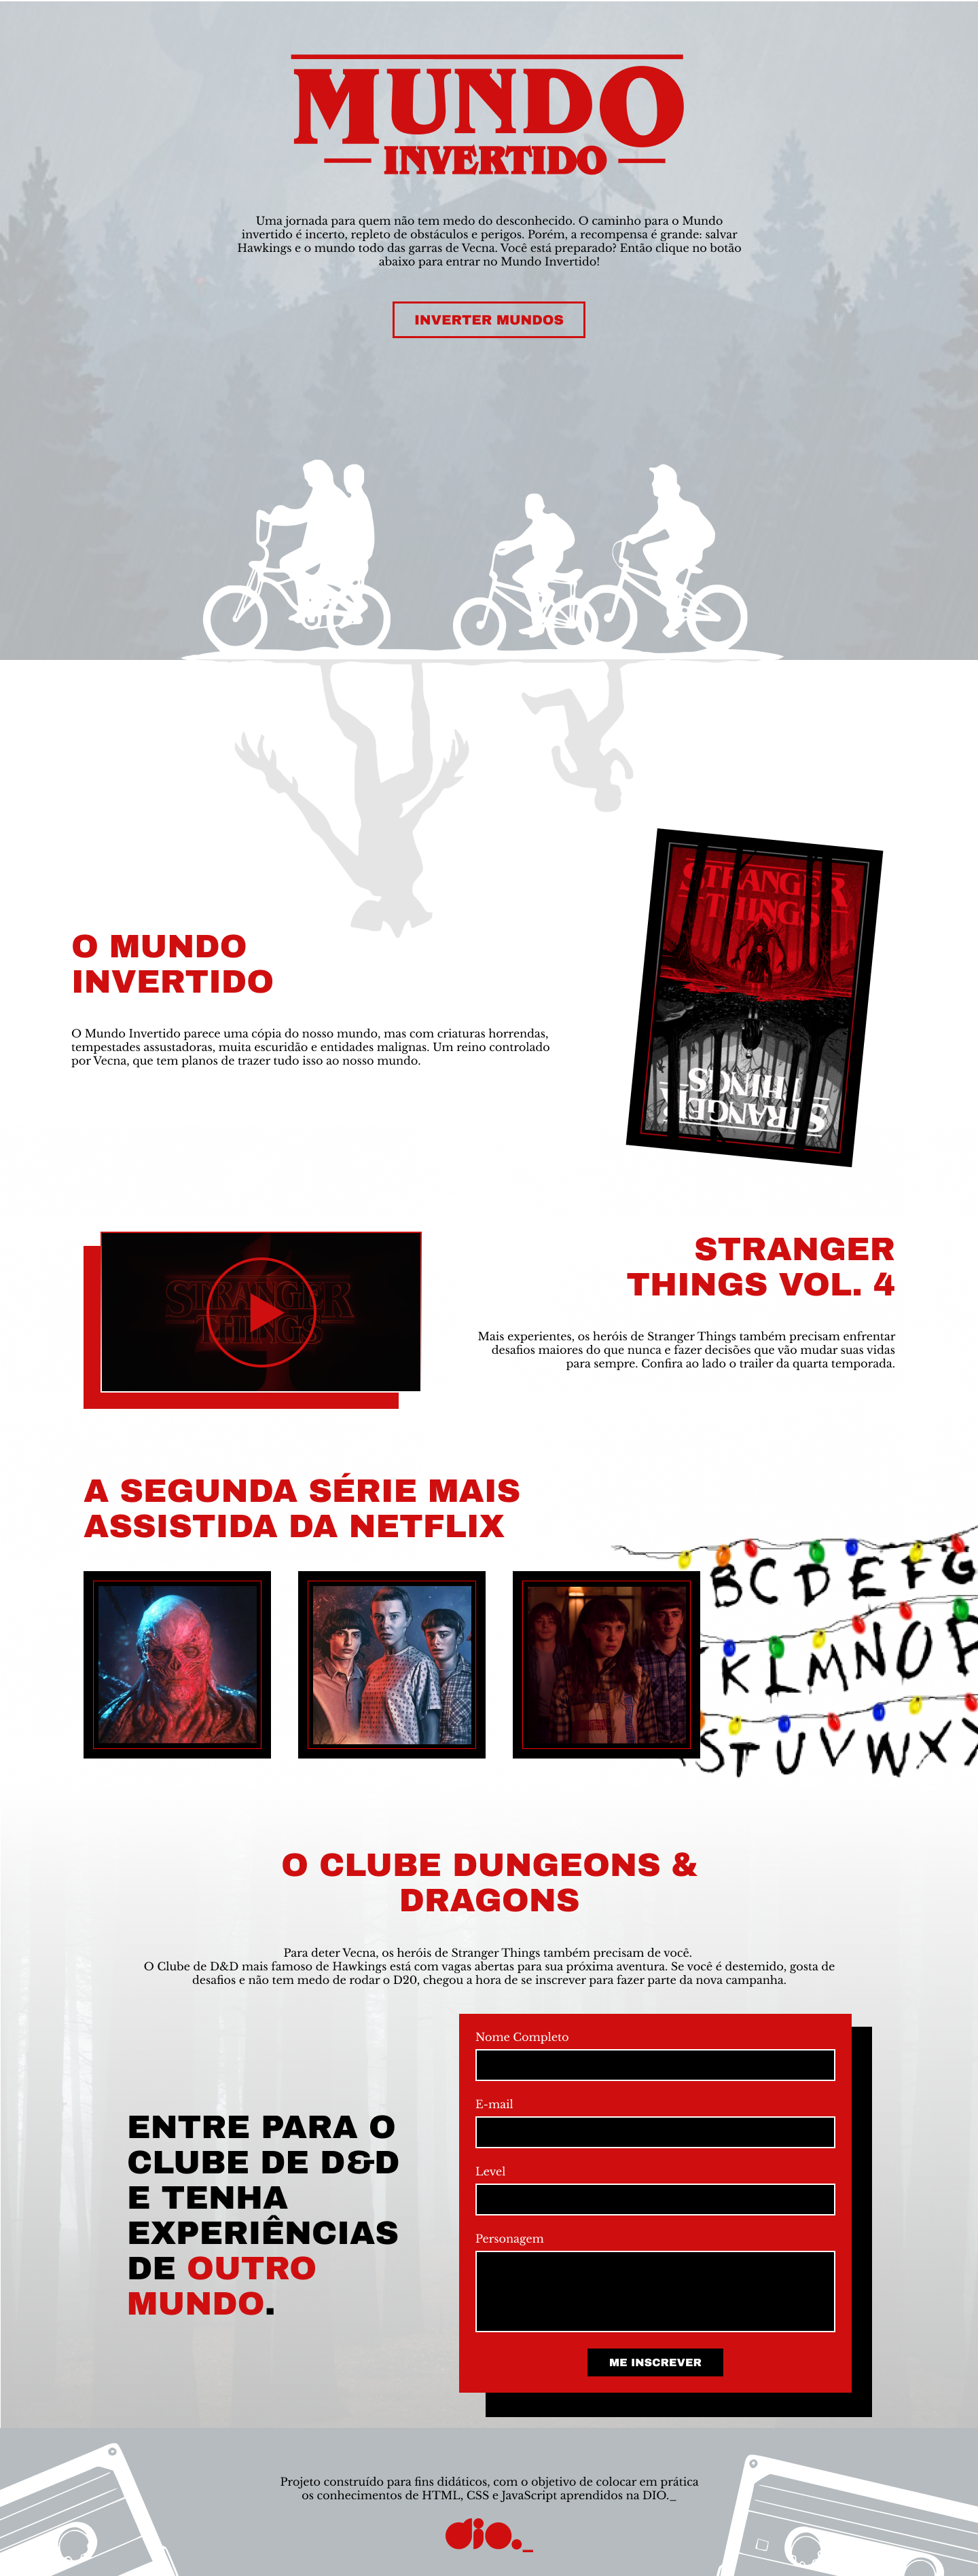 MUNDO
INVERTIDO
Uma jornada para quem não tem medo do desconhecido. O caminho para o Mundo
invertido é incerto, repleto de obstáculos e perigos. Porém, a recompensa é grande: salvar
Hawkings e o mundo todo das garras de Vecna. Você está preparado? Então clique no botão
abaixo para entrar no Mundo Invertido!
INVERTER MUNDOS
STRANGER
THINGS
O MUNDO
INVERTIDO
O Mundo Invertido parece uma cópia do nosso mundo, mas com criaturas horrendas,
tempestades assustadoras, muita escuridão e entidades malignas. Um reino controlado
por Vecna, que tem planos de trazer tudo isso ao nosso mundo.
THINGS
STRANGER
STRANGER
THINGS
STRANGER
THINGS VOL. 4
Mais experientes, os heróis de Stranger Things também precisam enfrentar
desafios maiores do que nunca e fazer decisões que vão mudar suas vidas
para sempre. Confira ao lado o trailer da quarta temporada.
A SEGUNDA SÉRIE MAIS
ASSISTIDA DA NETFLIX
BCDEFG
KLMNOP
STUVWX
O CLUBE DUNGEONS &
DRAGONS
Para deter Vecna, os heróis de Stranger Things também precisam de você.
O Clube de D&D mais famoso de Hawkings está com vagas abertas para sua próxima aventura. Se você é destemido, gosta de
desafios e não tem medo de rodar o D20, chegou a hora de se inscrever para fazer parte da nova campanha.
ENTRE PARA O
CLUBE DE D&D
E TENHA
EXPERIÊNCIAS
DE OUTRO
MUNDO.
Nome Completo
E-mail
Level
Personagem
ME INSCREVER
Projeto construído para fins didáticos, com o objetivo de colocar em prática
os conhecimentos de HTML, CSS e JavaScript aprendidos na DIO._
dio._